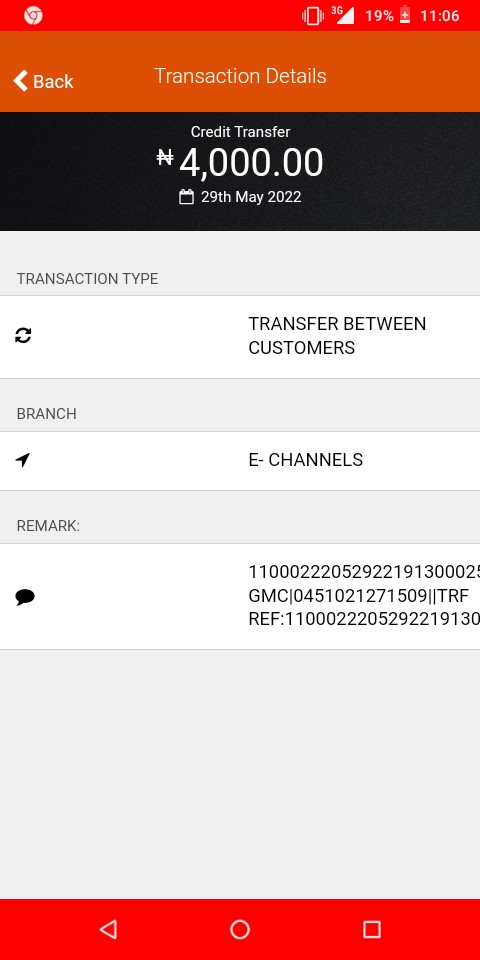 3G 19% 11:06
Back
Transaction Details
Credit Transfer
₦4,000.00
29th May 2022
TRANSACTION TYPE
TRANSFER BETWEEN
CUSTOMERS
BRANCH
E- CHANNELS
REMARK:
11000222052922191300025
GMC|0451021271509||TRF
REF:1100022205292219130